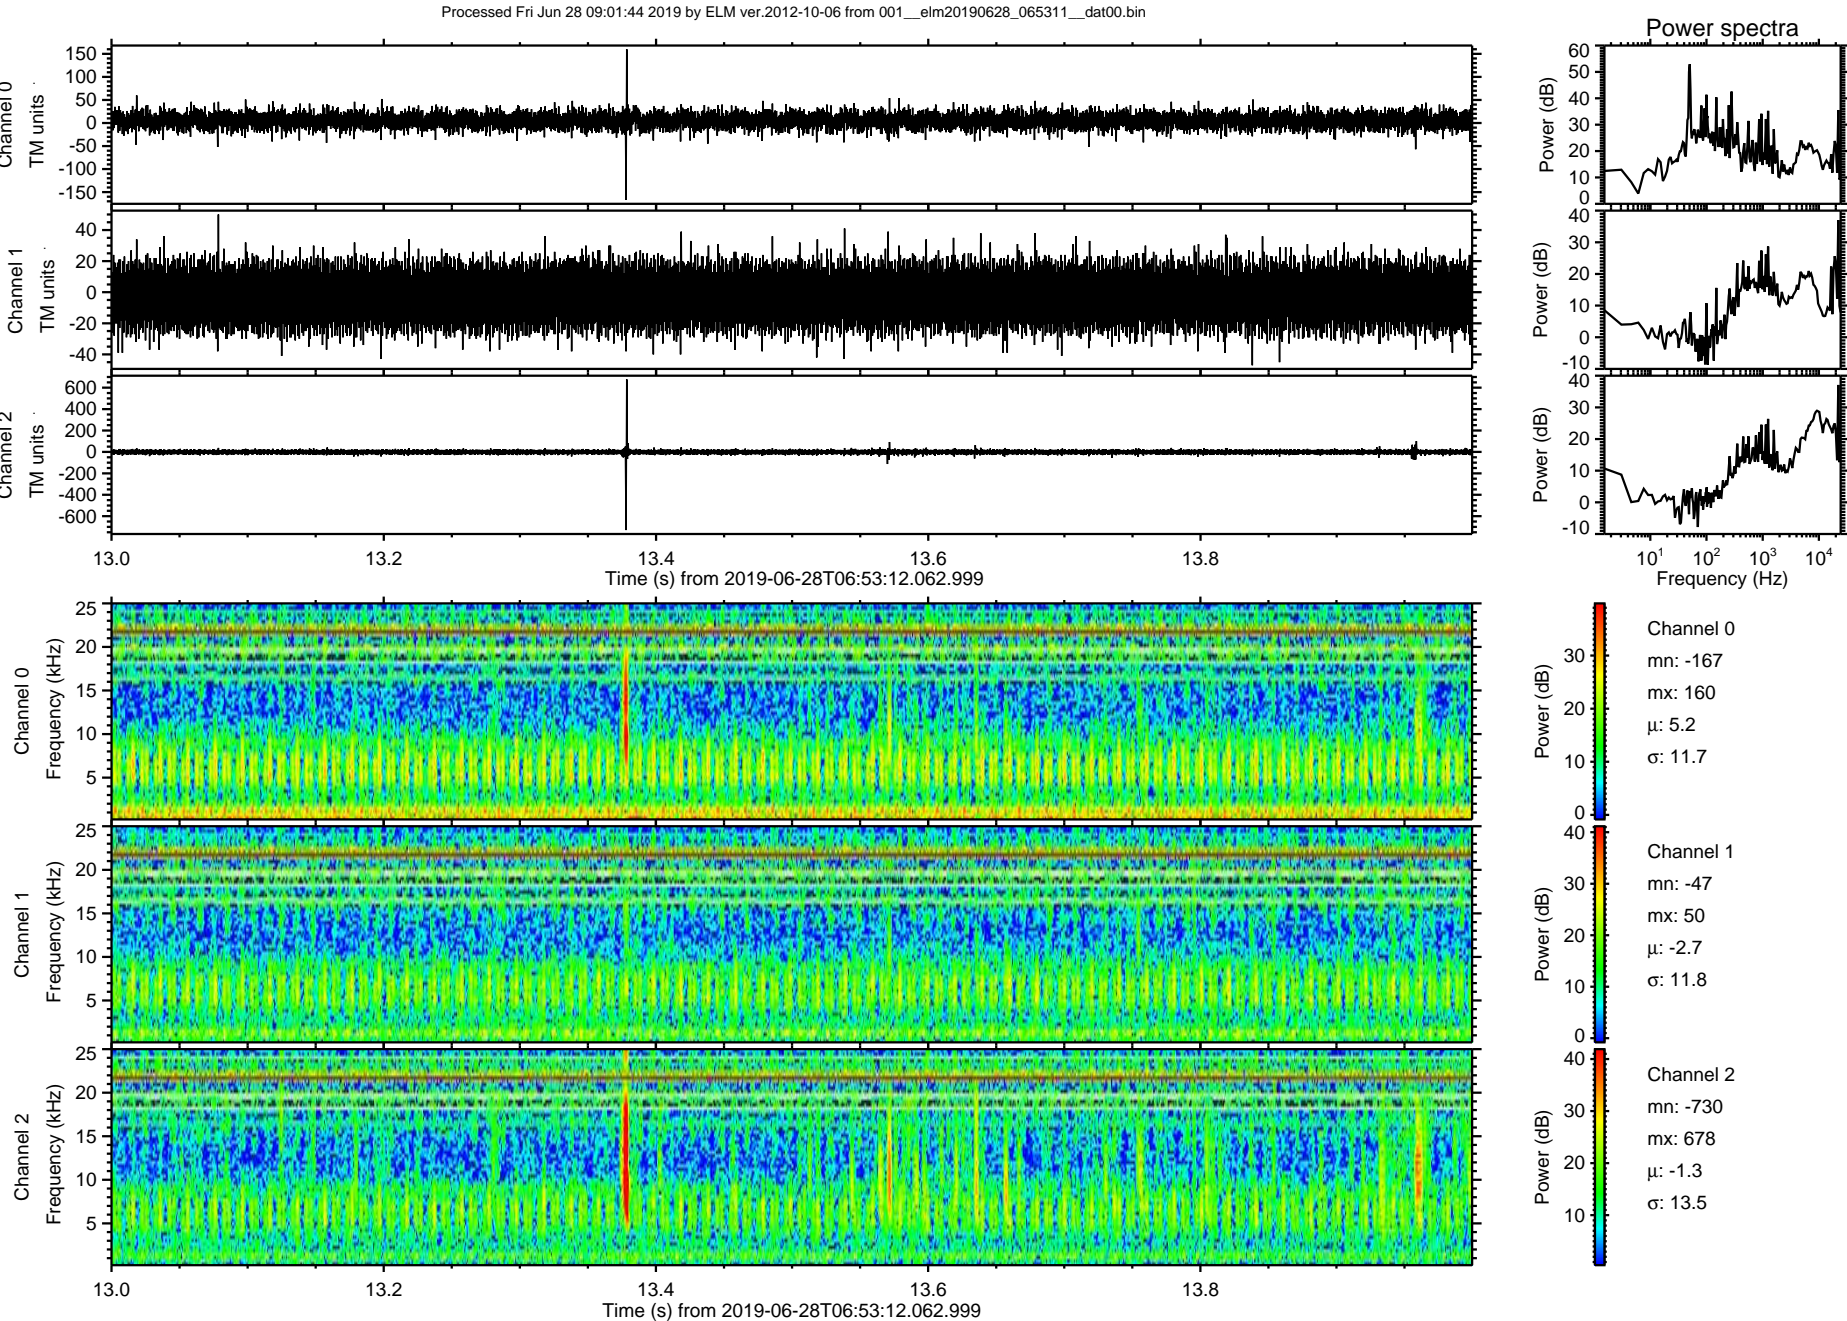 Processed Fri Jun 28 09:01:44 2019 by ELM ver.2012-10-06 from 001__elm20190628_065311__dat00.bin
Power spectra
Channel 0
TM units
150
100
50
0
-50
-100
-150
Power (dB)
60
50
40
30
20
10
0
Channel 1
TM units
40
20
0
-20
-40
Power (dB)
40
30
20
10
0
-10
Channel 2
TM units
600
400
200
0
-200
-400
-600
Power (dB)
40
30
20
10
0
-10
13.0 13.2 13.4 13.6 13.8
Time (s) from 2019-06-28T06:53:12.062.999
10¹ 10² 10³ 10⁴
Frequency (Hz)
Channel 0
Frequency (kHz)
25
20
15
10
5
Power (dB)
30
20
10
0
Channel 0
mn: -167
mx: 160
μ: 5.2
σ: 11.7
Channel 1
Frequency (kHz)
25
20
15
10
5
Power (dB)
40
30
20
10
0
Channel 1
mn: -47
mx: 50
μ: -2.7
σ: 11.8
Channel 2
Frequency (kHz)
25
20
15
10
5
Power (dB)
40
30
20
10
Channel 2
mn: -730
mx: 678
μ: -1.3
σ: 13.5
13.0 13.2 13.4 13.6 13.8
Time (s) from 2019-06-28T06:53:12.062.999